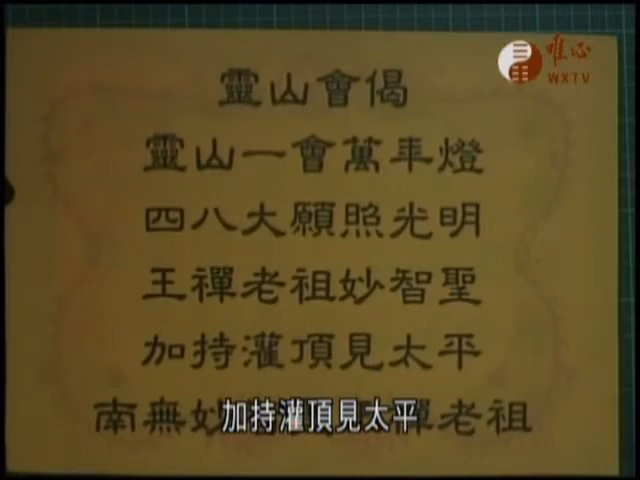 唯心
WXTV
靈山會偈
靈山一會萬年燈
四八大願照光明
王禪老祖妙智聖
加持灌頂見太平
南無妙禪老祖
加持灌頂見太平